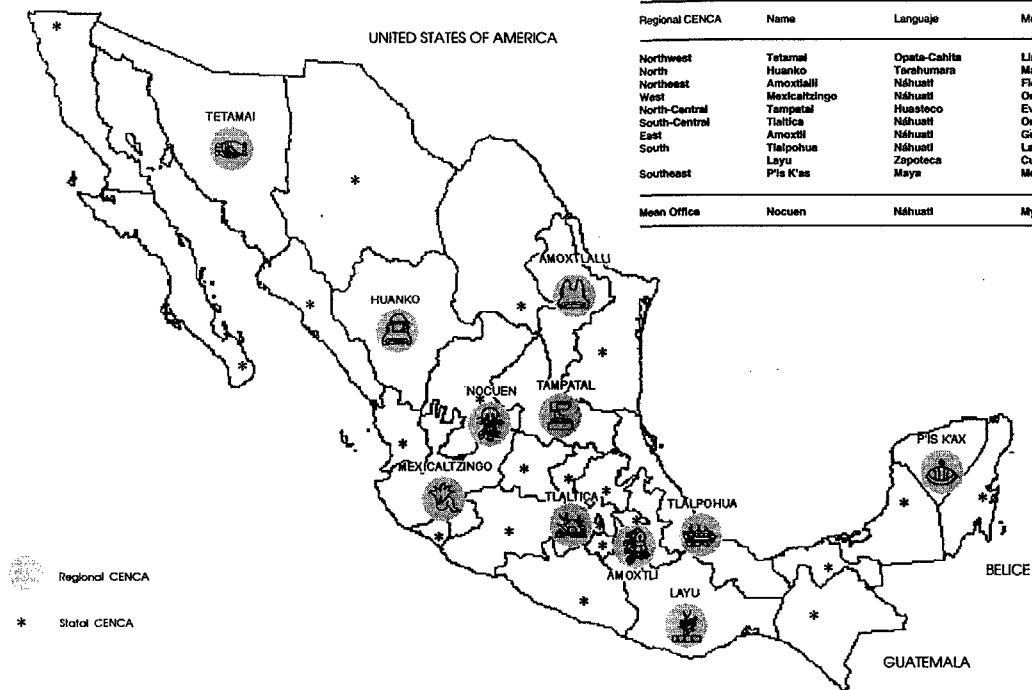 UNITED STATES OF AMERICA
Regional CENCA Name Languaje
Northwest Tetamai Opata-Cahita
North Huanko Tarahumara
Northeast Amoxtlalli Náhuatl
West Mexicaltzingo Náhuatl
North-Central Tampatal Huasteco
South-Central Tlaltica Náhuatl
East Amoxtli Náhuatl
South Tlalpohua Náhuatl
Layu Zapoteca
Southeast P'is K'as Maya
Mean Office Nocuen Náhuatl
TETAMAI
AMOXTLALLI
HUANKO
NOCUEN
TAMPATAL
P'IS K'AX
MEXICALTZINGO
TLALTICA
TLALPOHUA
AMOXTLI
LAYU
Regional CENCA
* Statal CENCA
BELICE
GUATEMALA